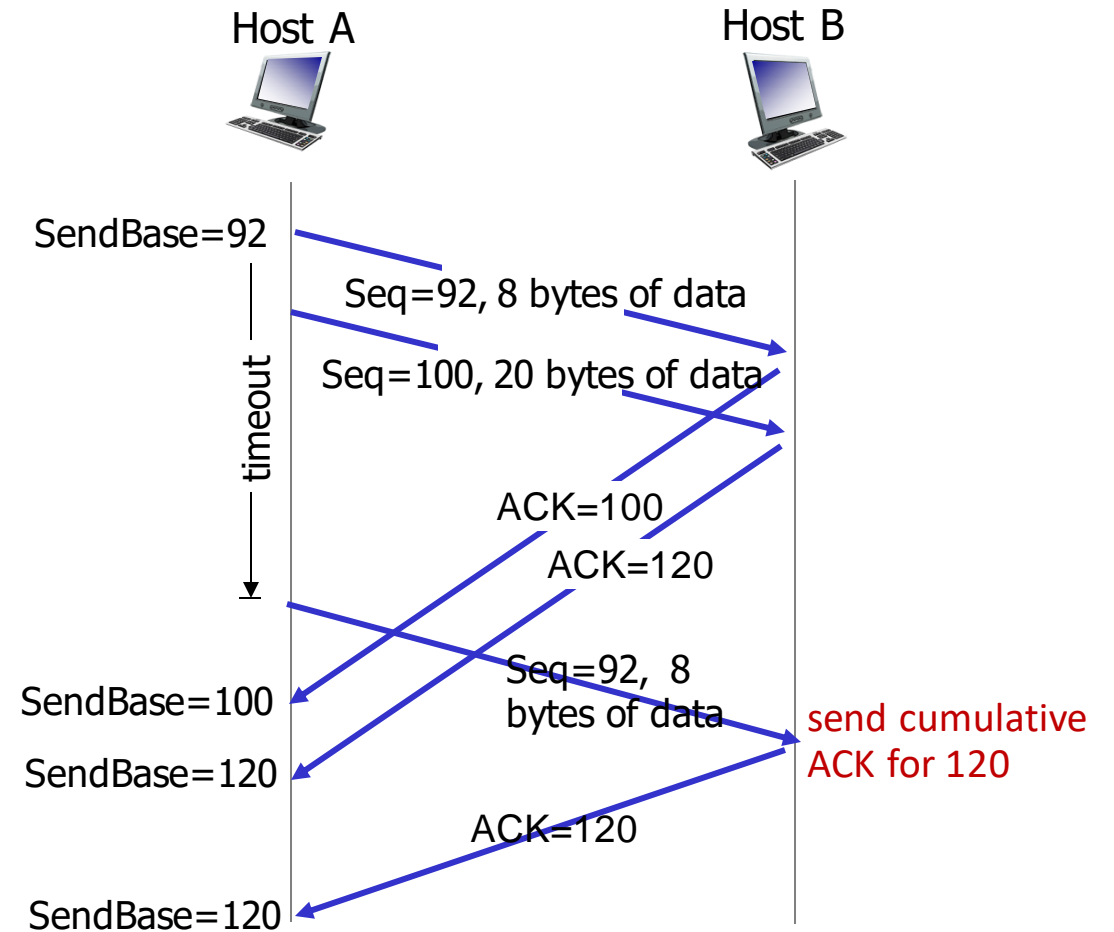 Host A
Host B
SendBase=92
Seq=92, 8 bytes of data
Seq=100, 20 bytes of data
timeout
ACK=100
ACK=120
Seq=92, 8
bytes of data
SendBase=100
send cumulative
ACK for 120
SendBase=120
ACK=120
SendBase=120